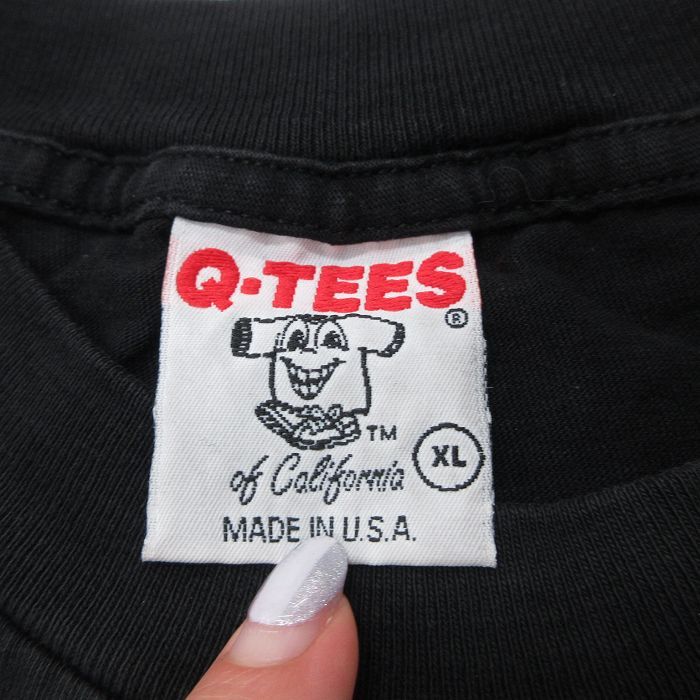 Q-TEES ®
TM
XL
of California
MADE IN U.S.A.